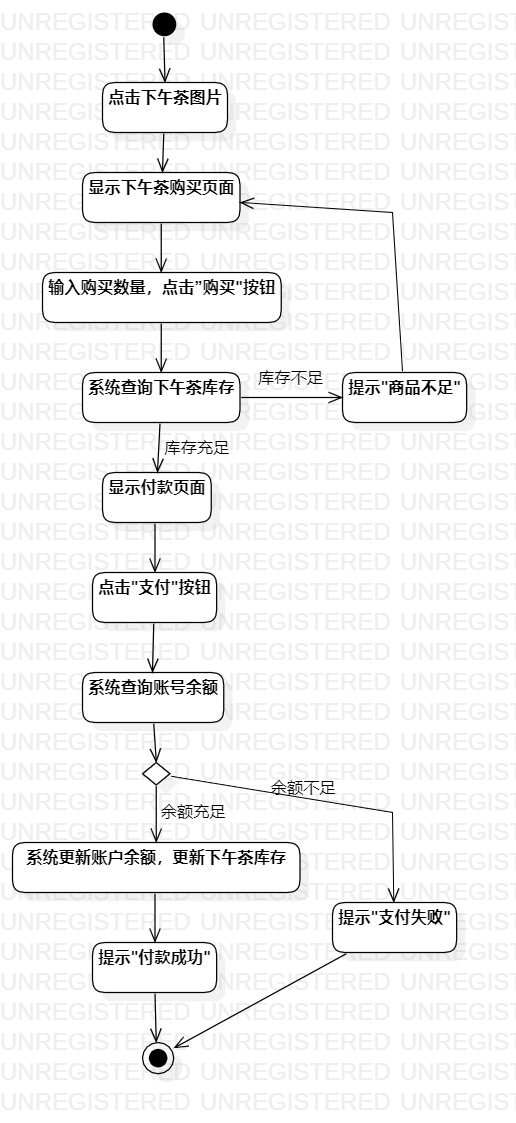 点击下午茶图片
显示下午茶购买页面
输入购买数量，点击”购买"按钮
系统查询下午茶库存
库存不足
提示"商品不足"
库存充足
显示付款页面
点击"支付"按钮
系统查询账号余额
余额不足
余额充足
系统更新账户余额，更新下午茶库存
提示"支付失败"
提示"付款成功"
UNREGISTERED